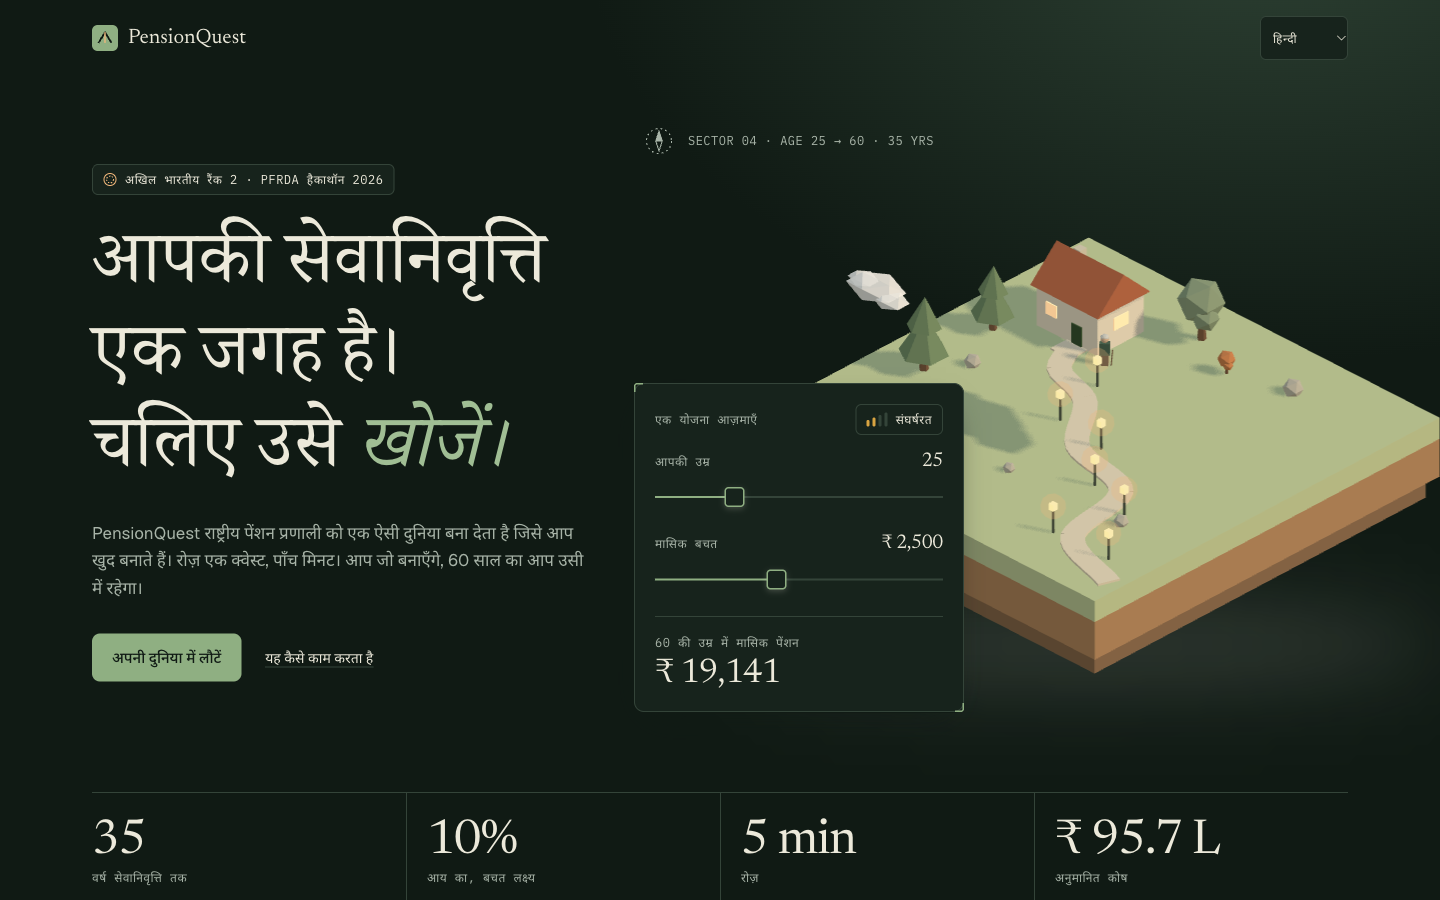 PensionQuest
हिन्दी
SECTOR 04 · AGE 25 → 60 · 35 YRS
अखिल भारतीय रैंक 2 · PFRDA हैकाथॉन 2026
आपकी सेवानिवृत्ति
एक जगह है।
चलिए उसे खोजें।
PensionQuest राष्ट्रीय पेंशन प्रणाली को एक ऐसी दुनिया बना देता है जिसे आप
खुद बनाते हैं। रोज़ एक क्वेस्ट, पाँच मिनट। आप जो बनाएँगे, 60 साल का आप उसी
में रहेगा।
अपनी दुनिया में लौटें
यह कैसे काम करता है
एक योजना आज़माएँ
संघर्षरत
आपकी उम्र
25
मासिक बचत
₹ 2,500
60 की उम्र में मासिक पेंशन
₹ 19,141
35
वर्ष सेवानिवृत्ति तक
10%
आय का, बचत लक्ष्य
5 min
रोज़
₹ 95.7 L
अनुमानित कोष